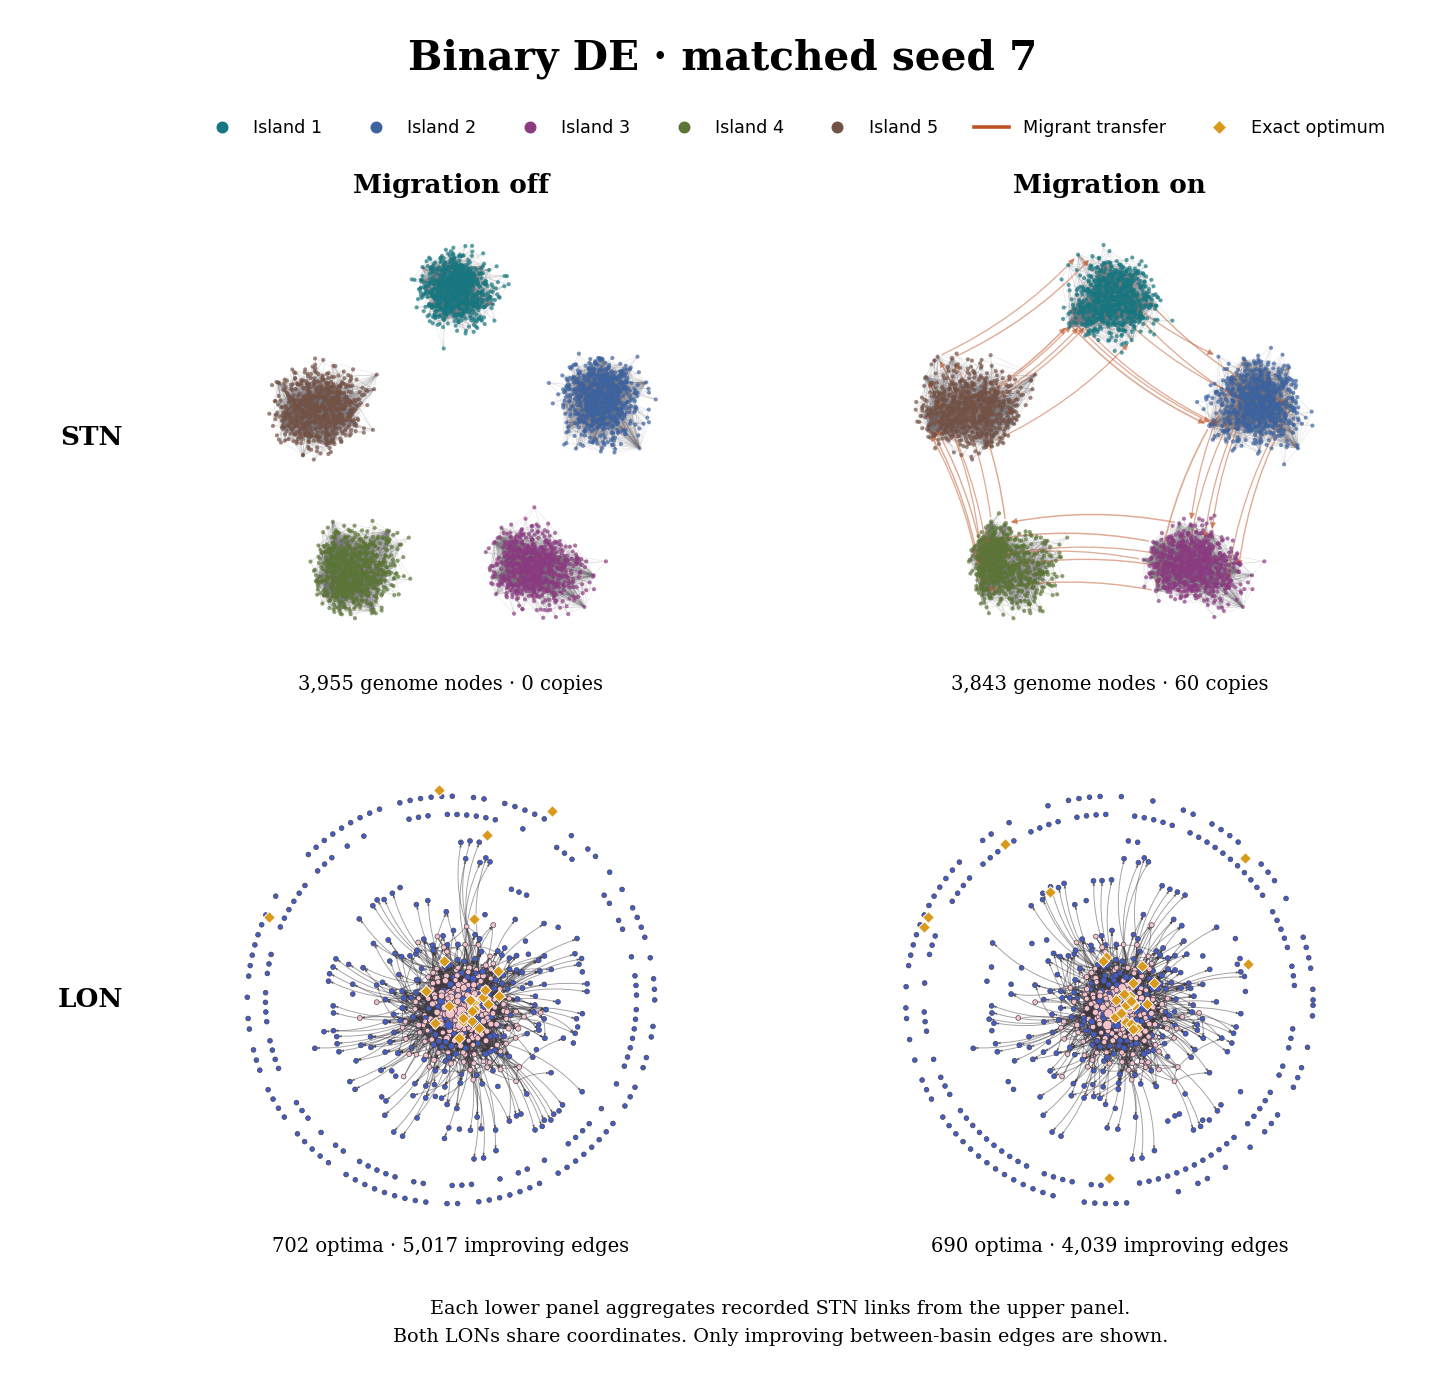 Binary DE · matched seed 7
Island 1 Island 2 Island 3 Island 4 Island 5 Migrant transfer Exact optimum
Migration off Migration on
STN
3,955 genome nodes · 0 copies 3,843 genome nodes · 60 copies
LON
702 optima · 5,017 improving edges 690 optima · 4,039 improving edges
Each lower panel aggregates recorded STN links from the upper panel.
Both LONs share coordinates. Only improving between-basin edges are shown.